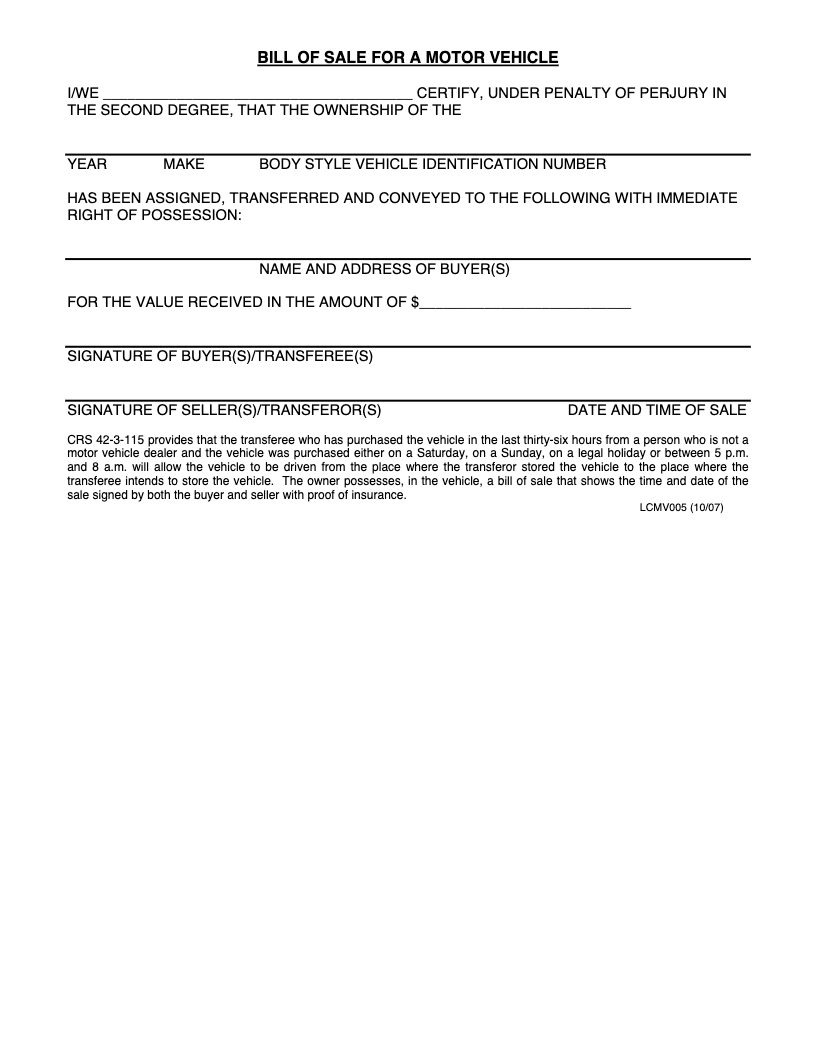 BILL OF SALE FOR A MOTOR VEHICLE
I/WE ______________________________________ CERTIFY, UNDER PENALTY OF PERJURY IN
THE SECOND DEGREE, THAT THE OWNERSHIP OF THE
YEAR MAKE BODY STYLE VEHICLE IDENTIFICATION NUMBER
HAS BEEN ASSIGNED, TRANSFERRED AND CONVEYED TO THE FOLLOWING WITH IMMEDIATE
RIGHT OF POSSESSION:
NAME AND ADDRESS OF BUYER(S)
FOR THE VALUE RECEIVED IN THE AMOUNT OF $__________________________
SIGNATURE OF BUYER(S)/TRANSFEREE(S)
SIGNATURE OF SELLER(S)/TRANSFEROR(S) DATE AND TIME OF SALE
CRS 42-3-115 provides that the transferee who has purchased the vehicle in the last thirty-six hours from a person who is not a
motor vehicle dealer and the vehicle was purchased either on a Saturday, on a Sunday, on a legal holiday or between 5 p.m.
and 8 a.m. will allow the vehicle to be driven from the place where the transferor stored the vehicle to the place where the
transferee intends to store the vehicle.  The owner possesses, in the vehicle, a bill of sale that shows the time and date of the
sale signed by both the buyer and seller with proof of insurance.
LCMV005 (10/07)